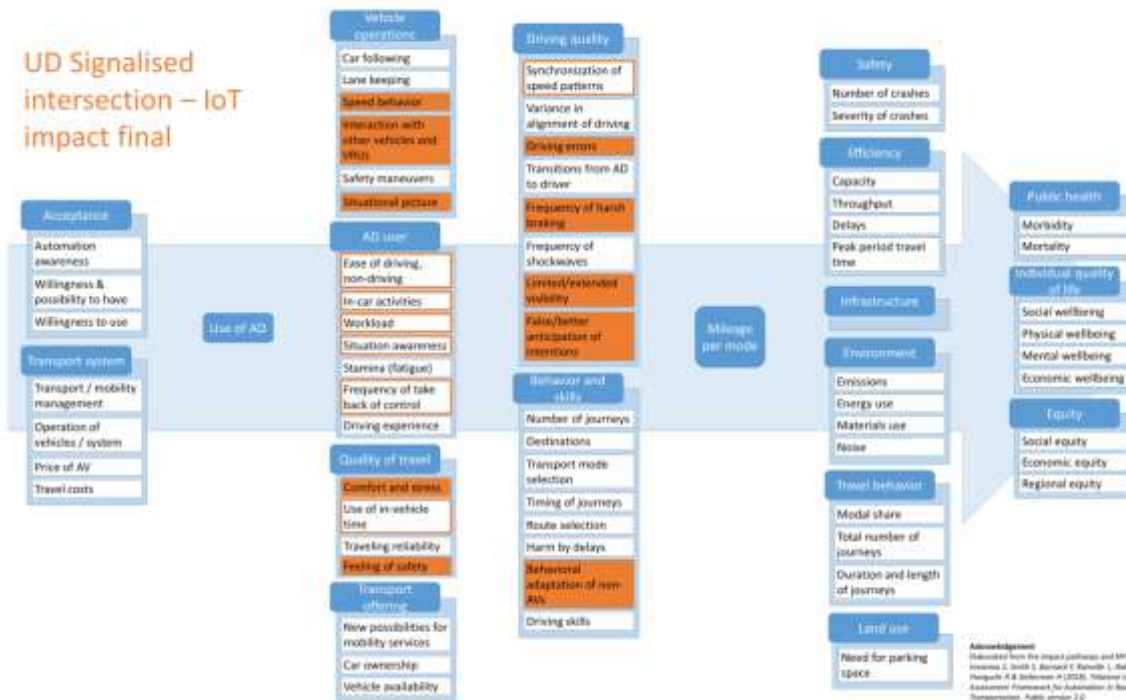 UD Signalised
intersection – IoT
impact final
Acceptance
Automation
awareness
Willingness &
possibility to have
Willingness to use
Transport system
Transport / mobility
management
Operation of
vehicles / system
Price of AV
Travel costs
Use of AD
Vehicle
operations
Car following
Lane keeping
Speed behavior
Interaction with
other vehicles and
VRUs
Safety maneuvers
Situational picture
AD user
Ease of driving,
non-driving
In-car activities
Workload
Situation awareness
Stamina (fatigue)
Frequency of take
back of control
Driving experience
Quality of travel
Comfort and stress
Use of in-vehicle
time
Traveling reliability
Feeling of safety
Transport
offering
New possibilities for
mobility services
Car ownership
Vehicle availability
Driving quality
Synchronization of
speed patterns
Variance in
alignment of driving
Driving errors
Transitions from AD
to driver
Frequency of harsh
braking
Frequency of
shockwaves
Limited/extended
visibility
False/better
anticipation of
intentions
Behavior and
skills
Number of journeys
Destinations
Transport mode
selection
Timing of journeys
Route selection
Harm by delays
Behavioral
adaptation of non-
AVs
Driving skills
Mileage
per mode
Safety
Number of crashes
Severity of crashes
Efficiency
Capacity
Throughput
Delays
Peak period travel
time
Infrastructure
Environment
Emissions
Energy use
Materials use
Noise
Travel behavior
Modal share
Total number of
journeys
Duration and length
of journeys
Land use
Need for parking
space
Public health
Morbidity
Mortality
Individual quality
of life
Social wellbeing
Physical wellbeing
Mental wellbeing
Economic wellbeing
Equity
Social equity
Economic equity
Regional equity
Acknowledgement